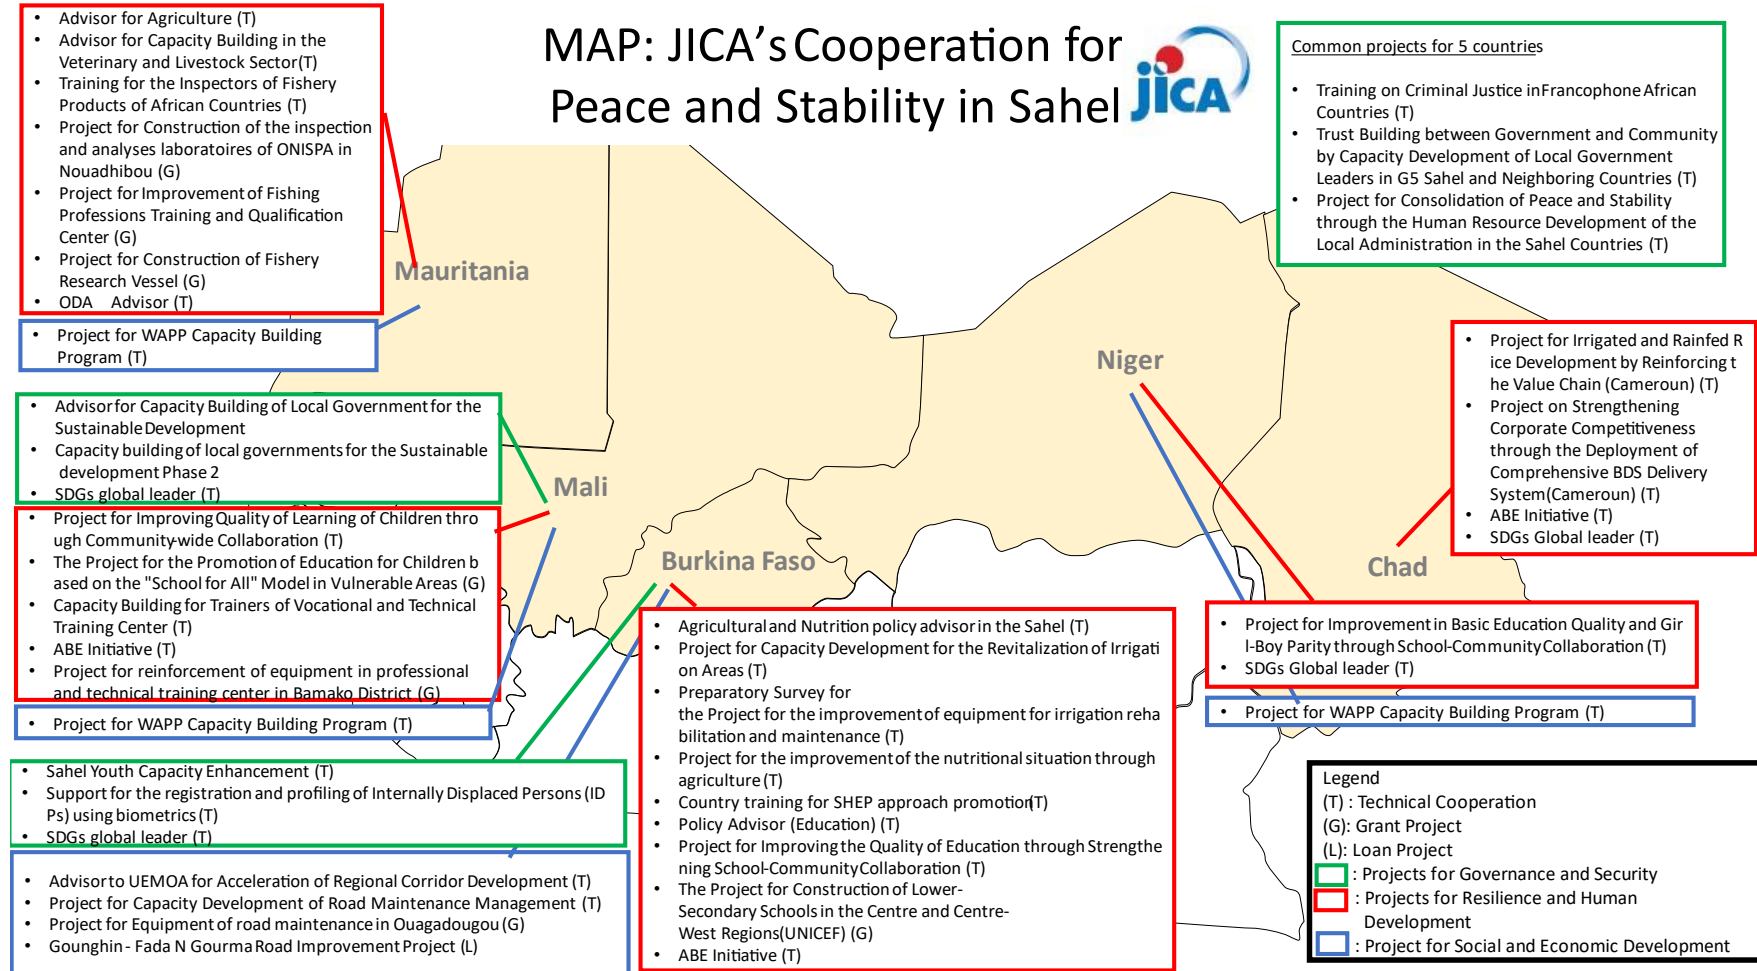 MAP: JICA's Cooperation for
Peace and Stability in Sahel
JICA
• Advisor for Agriculture (T)
• Advisor for Capacity Building in the
Veterinary and Livestock Sector(T)
• Training for the Inspectors of Fishery
Products of African Countries (T)
• Project for Construction of the inspection
and analyses laboratoires of ONISPA in
Nouadhibou (G)
• Project for Improvement of Fishing
Professions Training and Qualification
Center (G)
• Project for Construction of Fishery
Research Vessel (G)
• ODA Advisor (T)
• Project for WAPP Capacity Building
Program (T)
Common projects for 5 countries
• Training on Criminal Justice in Francophone African
Countries (T)
• Trust Building between Government and Community
by Capacity Development of Local Government
Leaders in G5 Sahel and Neighboring Countries (T)
• Project for Consolidation of Peace and Stability
through the Human Resource Development of the
Local Administration in the Sahel Countries (T)
Mauritania
Niger
Mali
Burkina Faso
Chad
• Advisor for Capacity Building of Local Government for the
Sustainable Development
• Capacity building of local governments for the Sustainable
development Phase 2
• SDGs global leader (T)
• Project for Improving Quality of Learning of Children thro
ugh Community-wide Collaboration (T)
• The Project for the Promotion of Education for Children b
ased on the "School for All" Model in Vulnerable Areas (G)
• Capacity Building for Trainers of Vocational and Technical
Training Center (T)
• ABE Initiative (T)
• Project for reinforcement of equipment in professional
and technical training center in Bamako District (G)
• Project for WAPP Capacity Building Program (T)
• Sahel Youth Capacity Enhancement (T)
• Support for the registration and profiling of Internally Displaced Persons (ID
Ps) using biometrics (T)
• SDGs global leader (T)
• Advisor to UEMOA for Acceleration of Regional Corridor Development (T)
• Project for Capacity Development of Road Maintenance Management (T)
• Project for Equipment of road maintenance in Ouagadougou (G)
• Gounghin - Fada N Gourma Road Improvement Project (L)
• Agricultural and Nutrition policy advisor in the Sahel (T)
• Project for Capacity Development for the Revitalization of Irrigati
on Areas (T)
• Preparatory Survey for
the Project for the improvement of equipment for irrigation reha
bilitation and maintenance (T)
• Project for the improvement of the nutritional situation through
agriculture (T)
• Country training for SHEP approach promotion(T)
• Policy Advisor (Education) (T)
• Project for Improving the Quality of Education through Strengthe
ning School-Community Collaboration (T)
• The Project for Construction of Lower-
Secondary Schools in the Centre and Centre-
West Regions(UNICEF) (G)
• ABE Initiative (T)
• Project for Irrigated and Rainfed R
ice Development by Reinforcing t
he Value Chain (Cameroun) (T)
• Project on Strengthening
Corporate Competitiveness
through the Deployment of
Comprehensive BDS Delivery
System(Cameroun) (T)
• ABE Initiative (T)
• SDGs Global leader (T)
• Project for Improvement in Basic Education Quality and Gir
l-Boy Parity through School-Community Collaboration (T)
• SDGs Global leader (T)
• Project for WAPP Capacity Building Program (T)
Legend
(T) : Technical Cooperation
(G): Grant Project
(L): Loan Project
: Projects for Governance and Security
: Projects for Resilience and Human
Development
: Project for Social and Economic Development